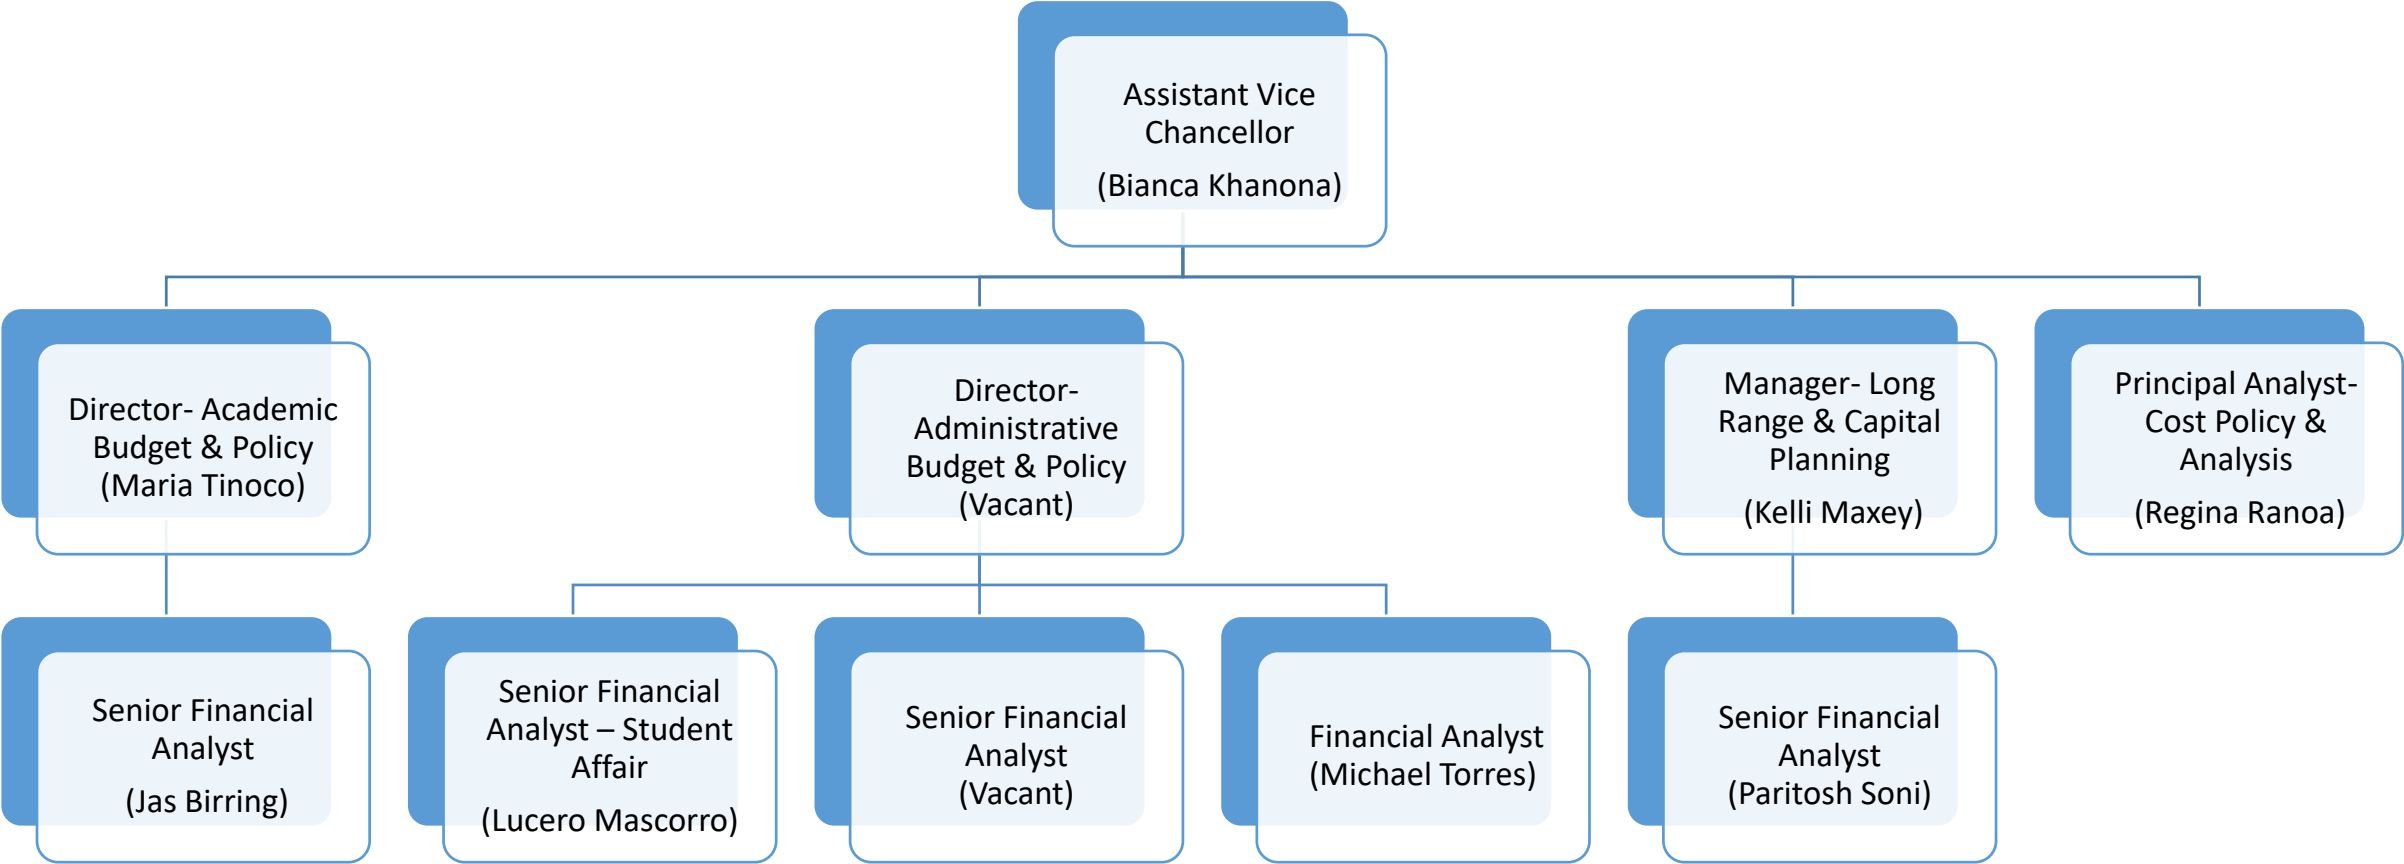 Assistant Vice
Chancellor
(Bianca Khanona)
Director- Academic
Budget & Policy
(Maria Tinoco)
Director-
Administrative
Budget & Policy
(Vacant)
Manager- Long
Range & Capital
Planning
(Kelli Maxey)
Principal Analyst-
Cost Policy &
Analysis
(Regina Ranoa)
Senior Financial
Analyst
(Jas Birring)
Senior Financial
Analyst – Student
Affair
(Lucero Mascorro)
Senior Financial
Analyst
(Vacant)
Financial Analyst
(Michael Torres)
Senior Financial
Analyst
(Paritosh Soni)